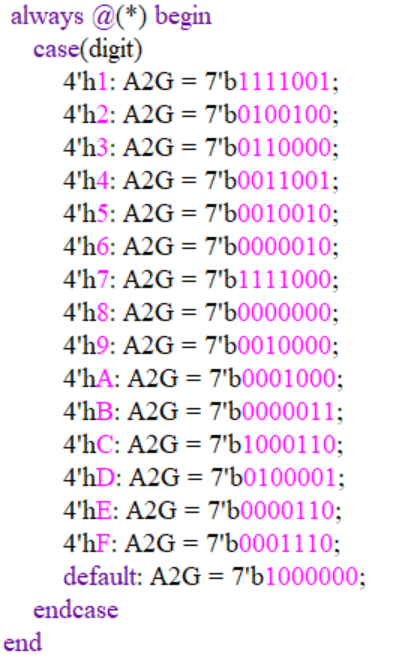 always @(*) begin
case(digit)
4'h1: A2G = 7'b1111001;
4'h2: A2G = 7'b0100100;
4'h3: A2G = 7'b0110000;
4'h4: A2G = 7'b0011001;
4'h5: A2G = 7'b0010010;
4'h6: A2G = 7'b0000010;
4'h7: A2G = 7'b1111000;
4'h8: A2G = 7'b0000000;
4'h9: A2G = 7'b0010000;
4'hA: A2G = 7'b0001000;
4'hB: A2G = 7'b0000011;
4'hC: A2G = 7'b1000110;
4'hD: A2G = 7'b0100001;
4'hE: A2G = 7'b0000110;
4'hF: A2G = 7'b0001110;
default: A2G = 7'b1000000;
endcase
end